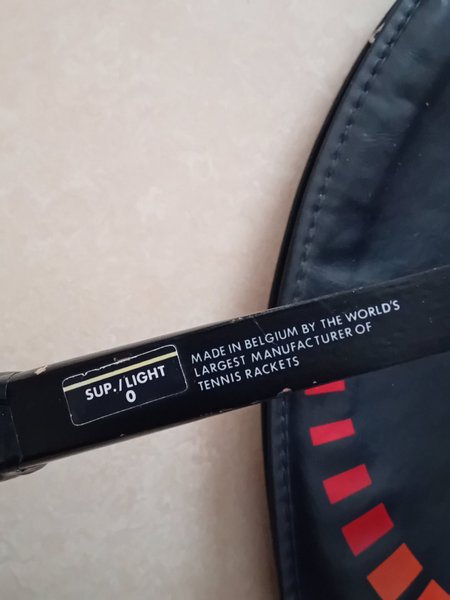 SUP./LIGHT
0
MADE IN BELGIUM BY THE WORLD'S
LARGEST MANUFACTURER OF
TENNIS RACKETS